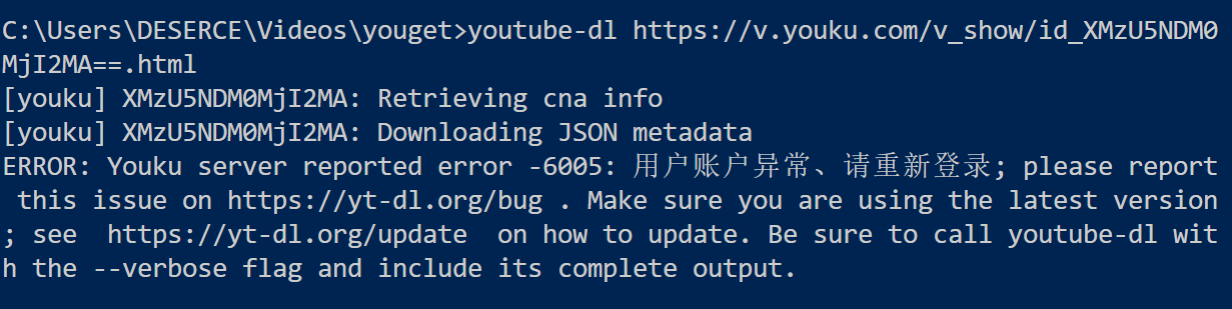 C:\Users\DESERCE\Videos\youget>youtube-dl https://v.youku.com/v_show/id_XMzU5NDM0
MjI2MA==.html
[youku] XMzU5NDM0MjI2MA: Retrieving cna info
[youku] XMzU5NDM0MjI2MA: Downloading JSON metadata
ERROR: Youku server reported error -6005: 用户账户异常、请重新登录; please report
 this issue on https://yt-dl.org/bug . Make sure you are using the latest version
; see  https://yt-dl.org/update  on how to update. Be sure to call youtube-dl wit
h the --verbose flag and include its complete output.